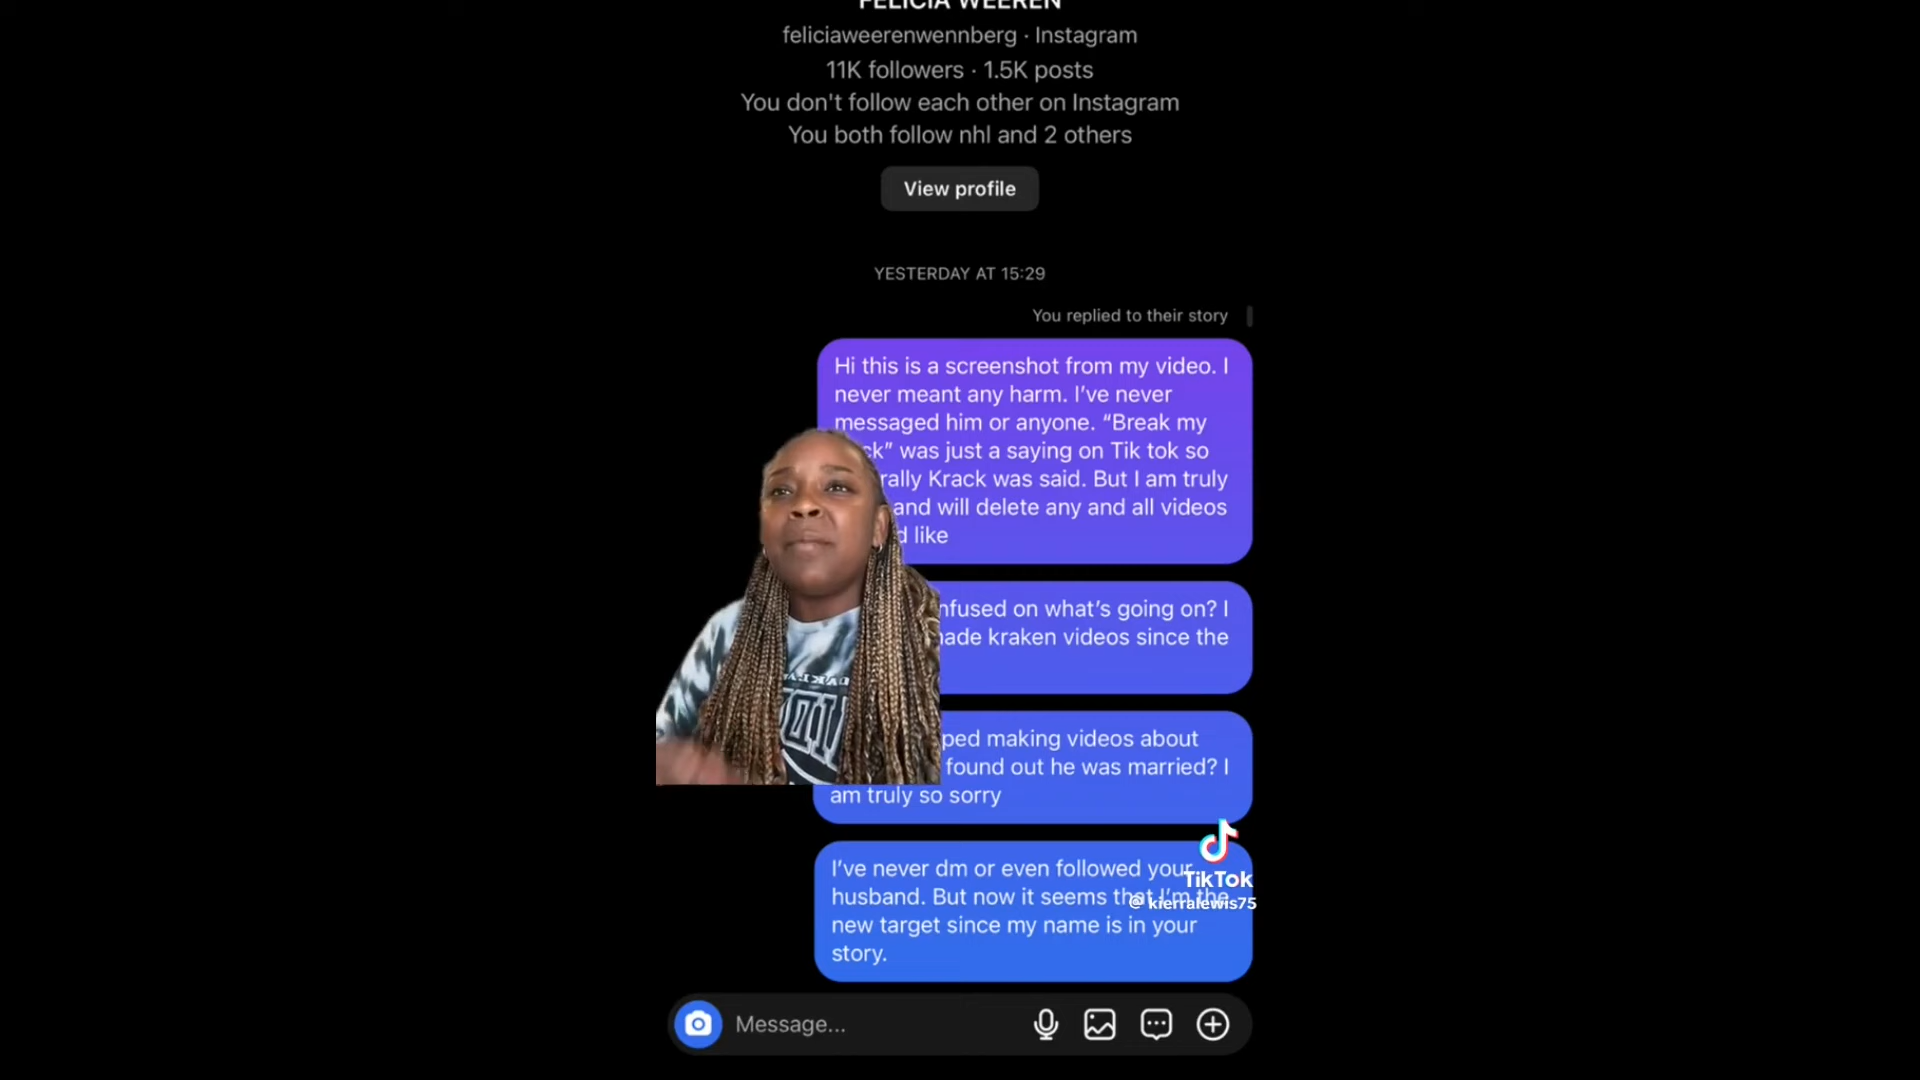 FELICIA WEEREN
feliciaweerenwennberg · Instagram
11K followers · 1.5K posts
You don't follow each other on Instagram
You both follow nhl and 2 others
View profile
YESTERDAY AT 15:29
You replied to their story
Hi this is a screenshot from my video. I
never meant any harm. I've never
messaged him or anyone. “Break my
was just a saying on Tik tok so
Krack was said. But I am truly
and will delete any and all videos
like
on what's going on? I
kraken videos since the
making videos about
found out he was married? I
am truly so sorry
I've never dm or even followed your
husband. But now it seems that I'm the
new target since my name is in your
story.
TikTok
@ kierralewis75
Message...